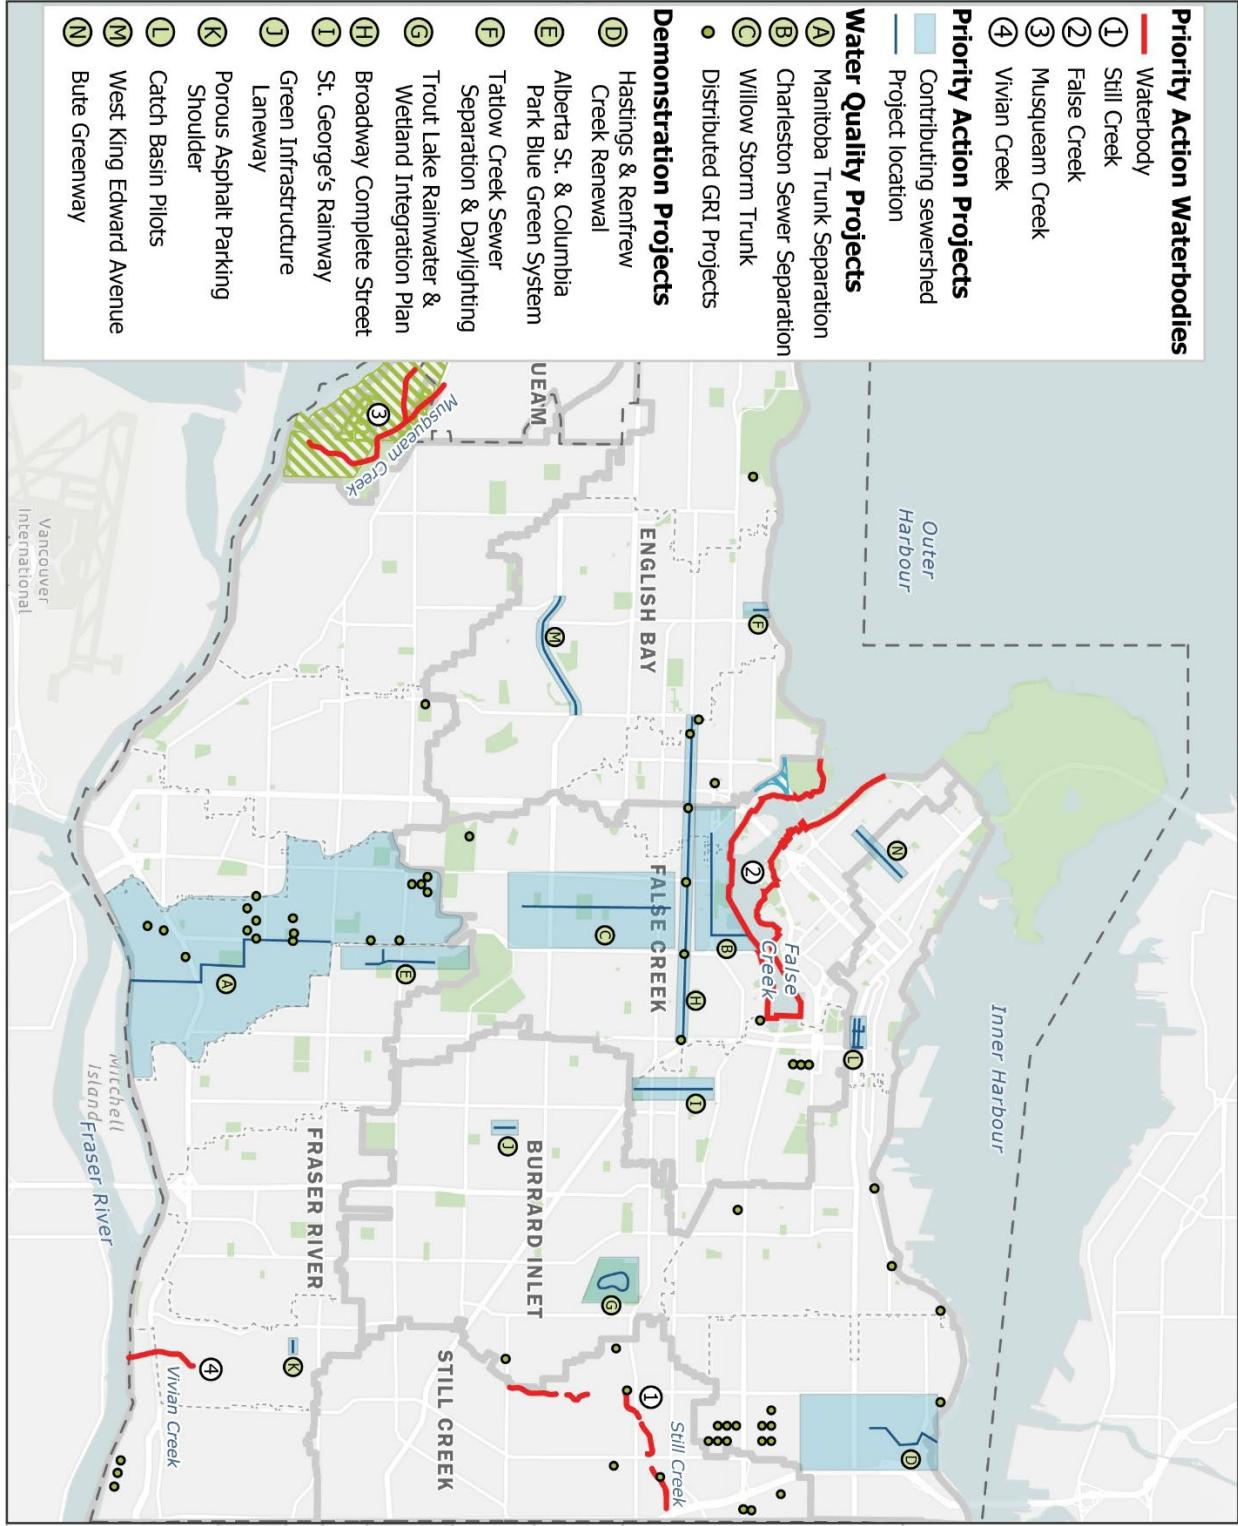 Priority Action Waterbodies
Waterbody
1 Still Creek
2 False Creek
3 Musqueam Creek
4 Vivian Creek
Priority Action Projects
Contributing sewershed
Project location
Water Quality Projects
A Manitoba Trunk Separation
B Charleston Sewer Separation
C Willow Storm Trunk
Distributed GRI Projects
Demonstration Projects
D Hastings & Renfrew
Creek Renewal
E Alberta St. & Columbia
Park Blue Green System
F Tatlow Creek Sewer
Separation & Daylighting
G Trout Lake Rainwater &
Wetland Integration Plan
H Broadway Complete Street
I St. George's Rainway
J Green Infrastructure
Laneway
K Porous Asphalt Parking
Shoulder
L Catch Basin Pilots
M West King Edward Avenue
N Bute Greenway
Outer
Harbour
Inner Harbour
N
L
D
F
2
False
Creek
B
H
I
1
Still Creek
UEAM
ENGLISH BAY
FALSE CREEK
C
G
M
J
BURRARD INLET
STILL CREEK
Musqueam Creek
3
E
A
FRASER RIVER
K
4
Vivian Creek
Mitchell
Island
Fraser River
Vancouver
International